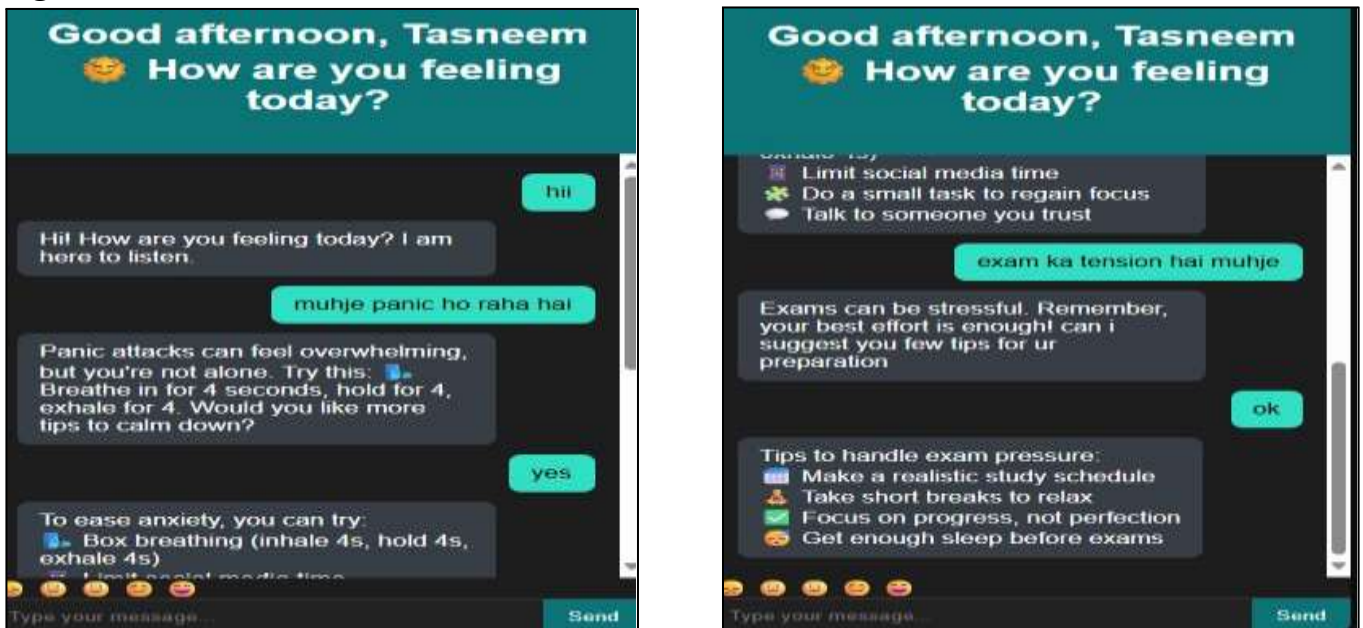 Good afternoon, Tasneem
🌞 How are you feeling
today?
hii
Hi! How are you feeling today? I am
here to listen.
muhje panic ho raha hai
Panic attacks can feel overwhelming,
but you're not alone. Try this: 🌬️
Breathe in for 4 seconds, hold for 4,
exhale for 4. Would you like more
tips to calm down?
yes
To ease anxiety, you can try:
🌬️ Box breathing (inhale 4s, hold 4s,
exhale 4s)
📵 Limit social media time
Type your message...
Send
Good afternoon, Tasneem
🌞 How are you feeling
today?
exhale 4s)
📵 Limit social media time
🧩 Do a small task to regain focus
💬 Talk to someone you trust
exam ka tension hai muhje
Exams can be stressful. Remember,
your best effort is enough! can i
suggest you few tips for ur
preparation
ok
Tips to handle exam pressure:
📅 Make a realistic study schedule
🧘 Take short breaks to relax
✅ Focus on progress, not perfection
😴 Get enough sleep before exams
Type your message...
Send